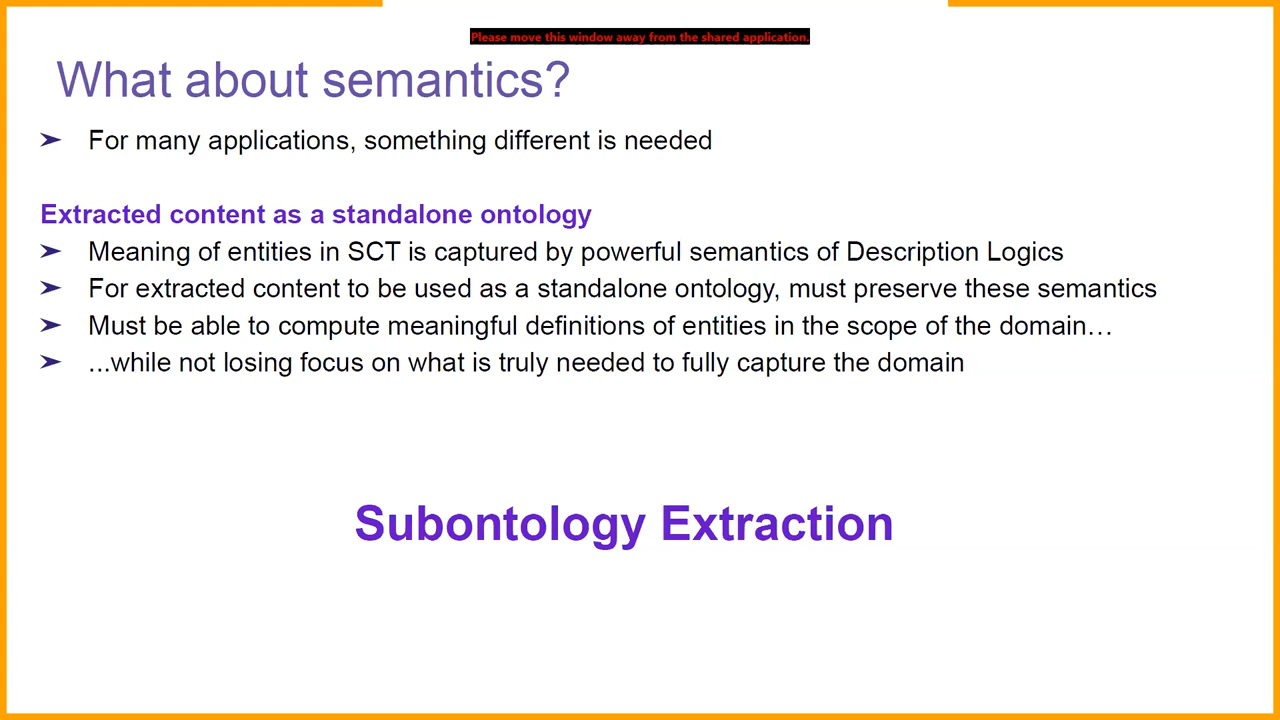 Please move this window away from the shared application.
What about semantics?
➤ For many applications, something different is needed
Extracted content as a standalone ontology
➤ Meaning of entities in SCT is captured by powerful semantics of Description Logics
➤ For extracted content to be used as a standalone ontology, must preserve these semantics
➤ Must be able to compute meaningful definitions of entities in the scope of the domain…
➤ ...while not losing focus on what is truly needed to fully capture the domain
Subontology Extraction